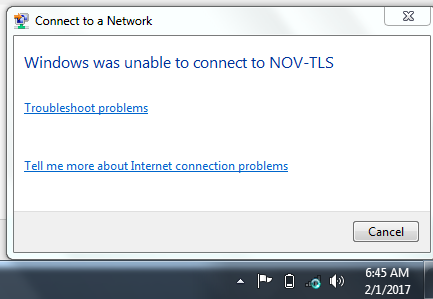 Connect to a Network
Windows was unable to connect to NOV-TLS
Troubleshoot problems
Tell me more about Internet connection problems
Cancel
6:45 AM
2/1/2017